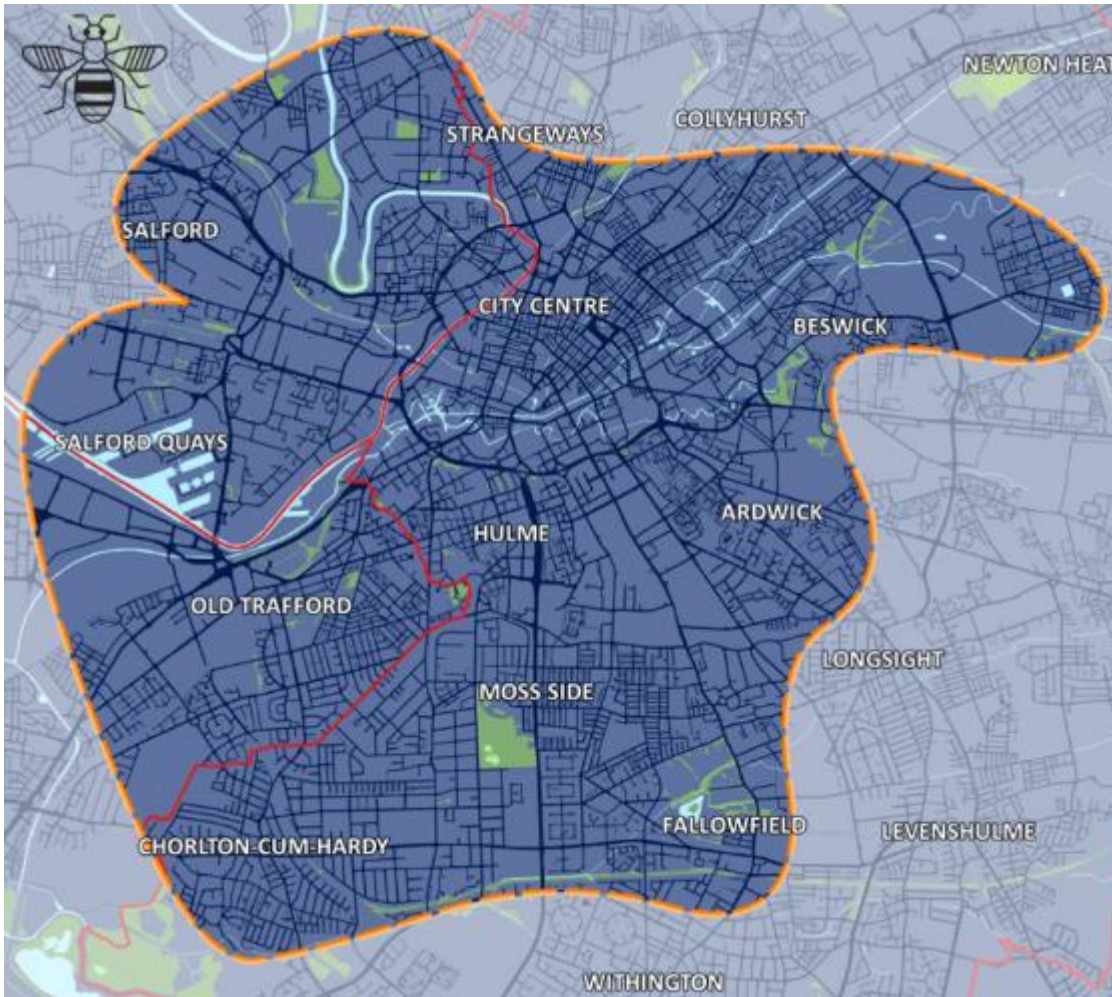 NEWTON HEAT
COLLYHURST
STRANGEWAYS
SALFORD
CITY CENTRE
BESWICK
SALFORD QUAYS
ARDWICK
HULME
OLD TRAFFORD
LONGSIGHT
MOSS SIDE
FALLOWFIELD
LEVENSHULME
CHORLTON-CUM-HARDY
WITHINGTON